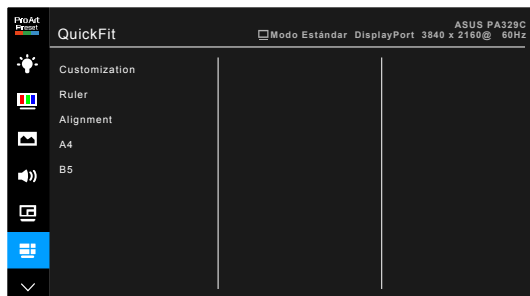 ProArt
Preset
QuickFit
ASUS PA329C
Modo Estándar DisplayPort 3840 x 2160@ 60Hz
Customization
Ruler
Alignment
A4
B5